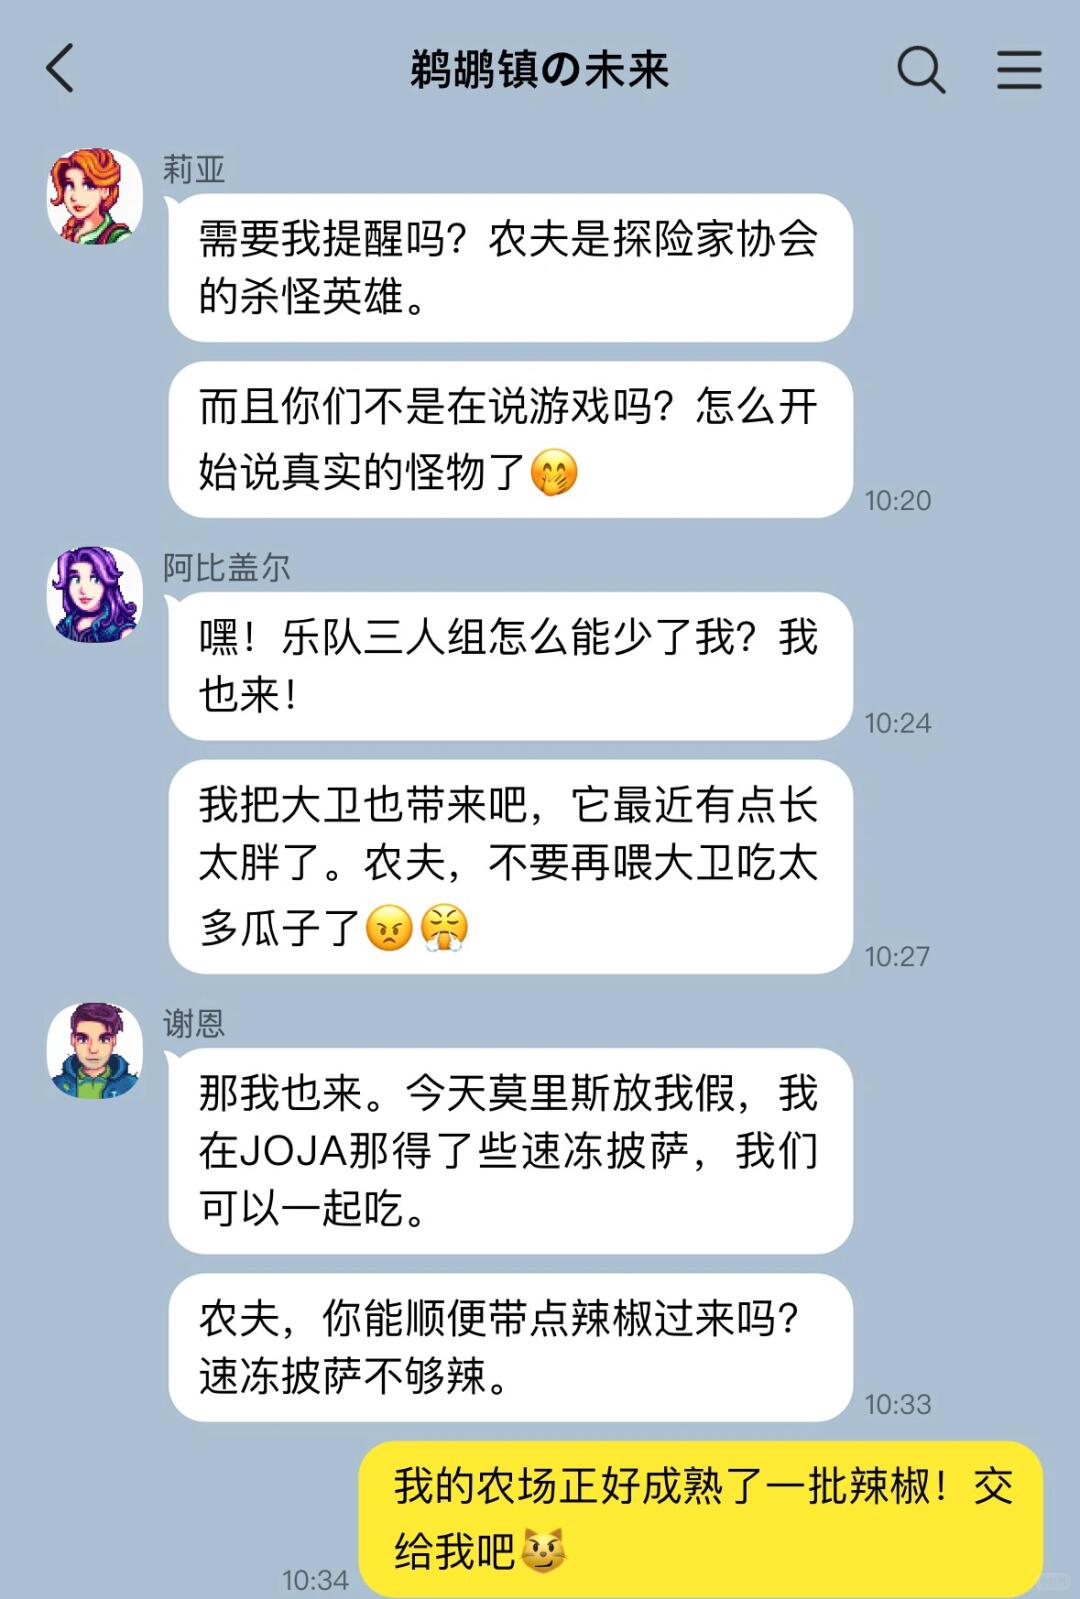 鹈鹕镇の未来
莉亚
需要我提醒吗？农夫是探险家协会
的杀怪英雄。
而且你们不是在说游戏吗？怎么开
始说真实的怪物了🤭
10:20
阿比盖尔
嘿！乐队三人组怎么能少了我？我
也来！
10:24
我把大卫也带来吧，它最近有点长
太胖了。农夫，不要再喂大卫吃太
多瓜子了😠😤
10:27
谢恩
那我也来。今天莫里斯放我假，我
在JOJA那得了些速冻披萨，我们
可以一起吃。
农夫，你能顺便带点辣椒过来吗？
速冻披萨不够辣。
10:33
我的农场正好成熟了一批辣椒！交
给我吧😼
10:34